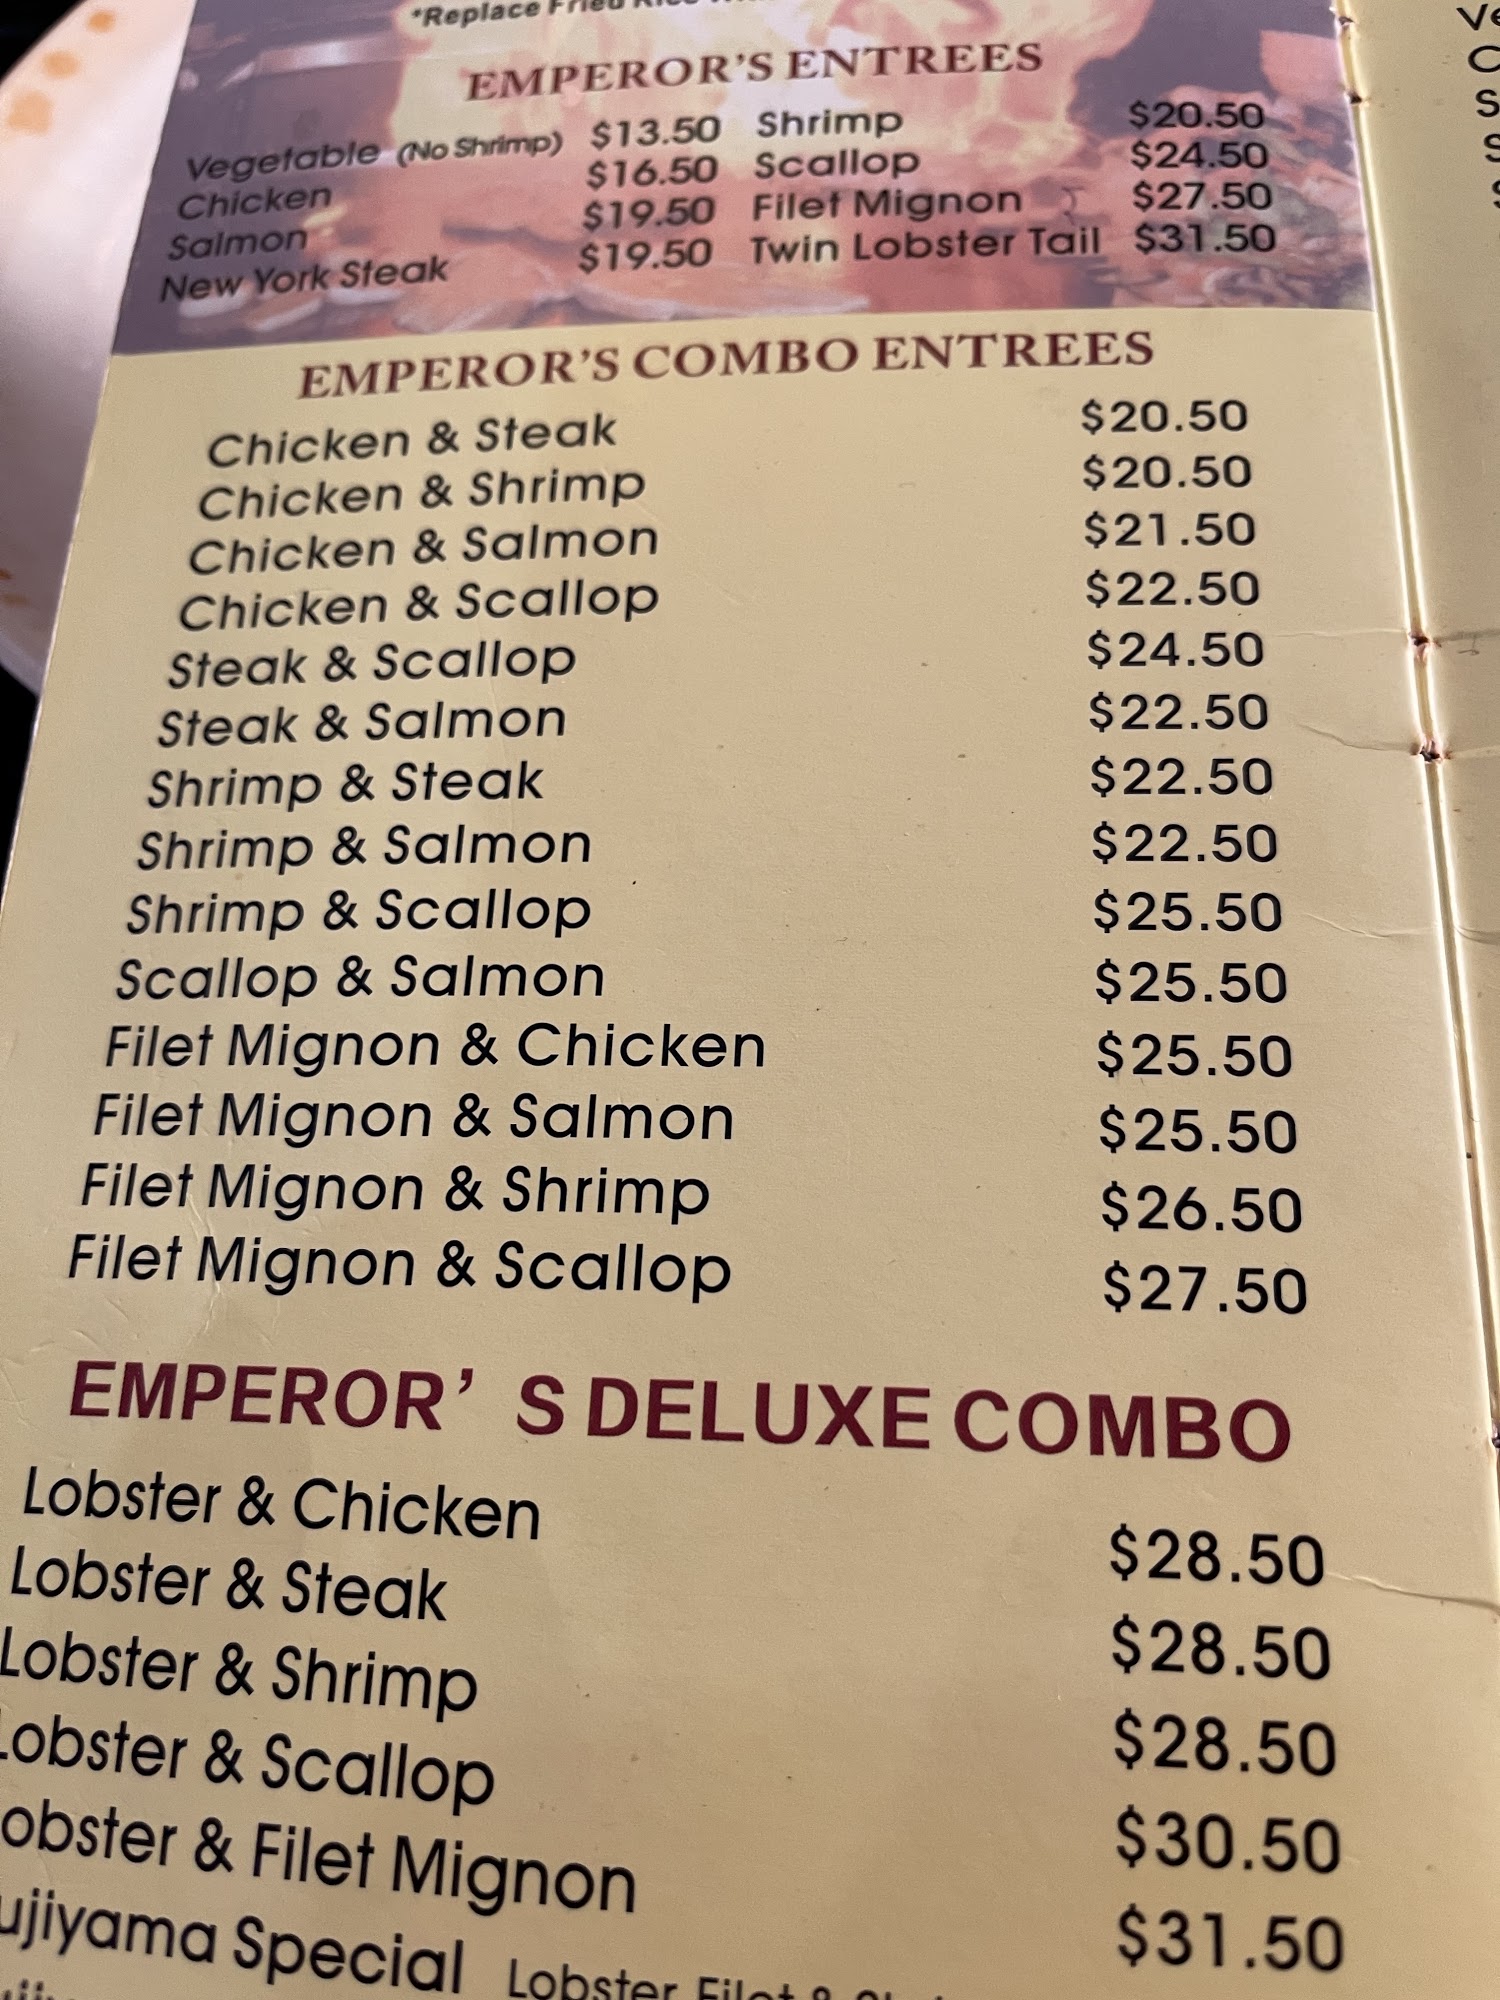 *Replace Fried Rice
EMPEROR'S ENTREES
Vegetable (No Shrimp) $13.50 Shrimp $20.50
Chicken $16.50 Scallop $24.50
Salmon $19.50 Filet Mignon $27.50
New York Steak $19.50 Twin Lobster Tail $31.50
EMPEROR'S COMBO ENTREES
Chicken & Steak $20.50
Chicken & Shrimp $20.50
Chicken & Salmon $21.50
Chicken & Scallop $22.50
Steak & Scallop $24.50
Steak & Salmon $22.50
Shrimp & Steak $22.50
Shrimp & Salmon $22.50
Shrimp & Scallop $25.50
Scallop & Salmon $25.50
Filet Mignon & Chicken $25.50
Filet Mignon & Salmon $25.50
Filet Mignon & Shrimp $26.50
Filet Mignon & Scallop $27.50
EMPEROR' S DELUXE COMBO
Lobster & Chicken $28.50
Lobster & Steak $28.50
Lobster & Shrimp $28.50
Lobster & Scallop $30.50
obster & Filet Mignon $31.50
ujiyama Special Lobster Filet &